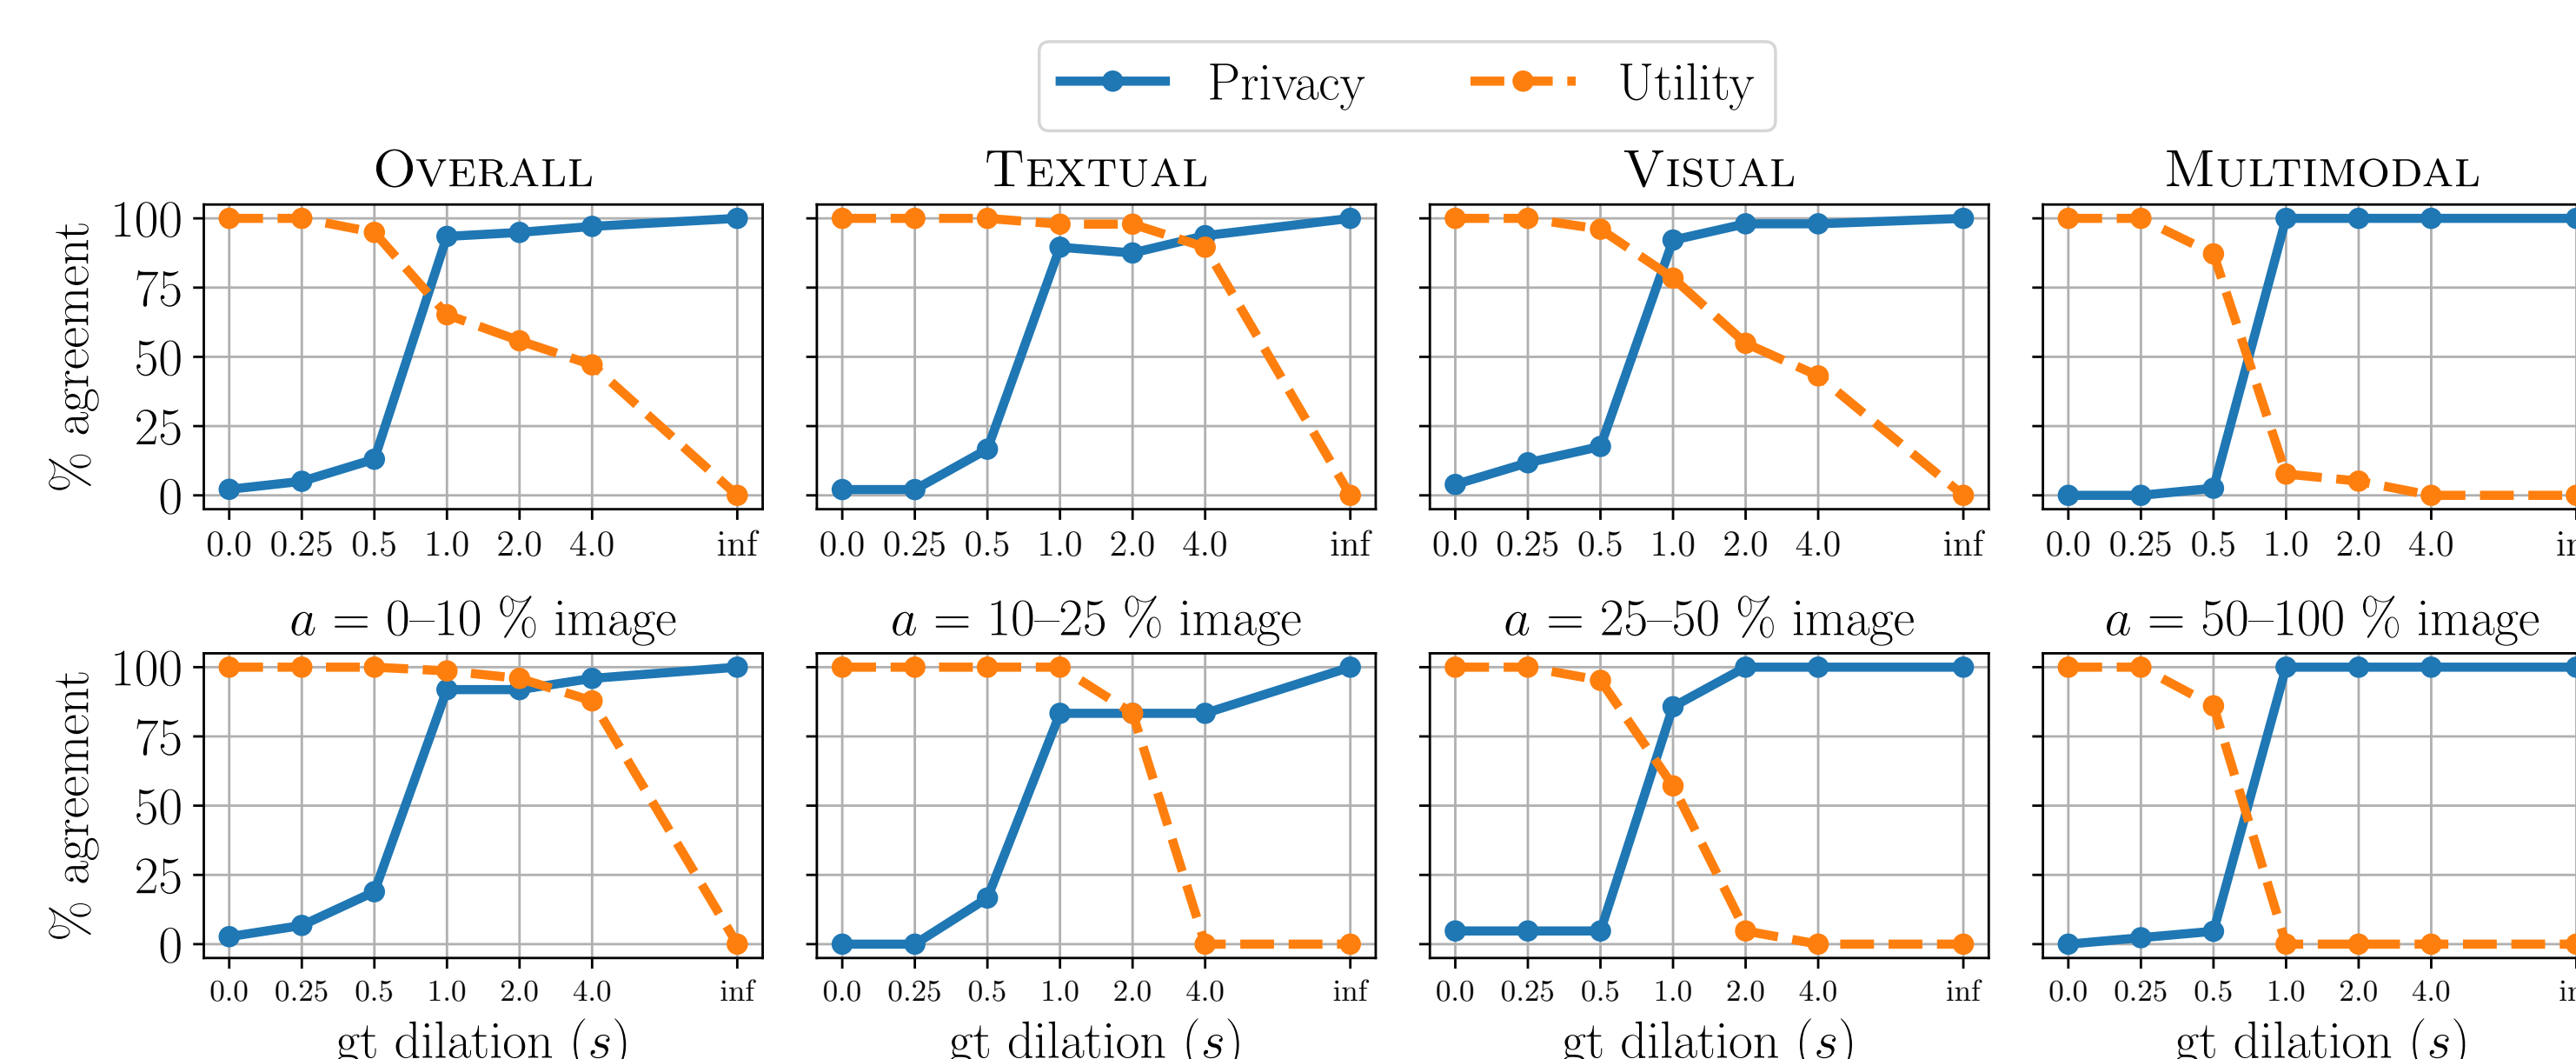 Privacy Utility
OVERALL TEXTUAL VISUAL MULTIMODAL
% agreement
100
75
50
25
0
0.0 0.25 0.5 1.0 2.0 4.0 inf
0.0 0.25 0.5 1.0 2.0 4.0 inf
0.0 0.25 0.5 1.0 2.0 4.0 inf
0.0 0.25 0.5 1.0 2.0 4.0
a = 0–10 % image a = 10–25 % image a = 25–50 % image a = 50–100 % image
% agreement
100
75
50
25
0
0.0 0.25 0.5 1.0 2.0 4.0 inf
0.0 0.25 0.5 1.0 2.0 4.0 inf
0.0 0.25 0.5 1.0 2.0 4.0 inf
0.0 0.25 0.5 1.0 2.0 4.0
gt dilation (s) gt dilation (s) gt dilation (s) gt dilation (s)